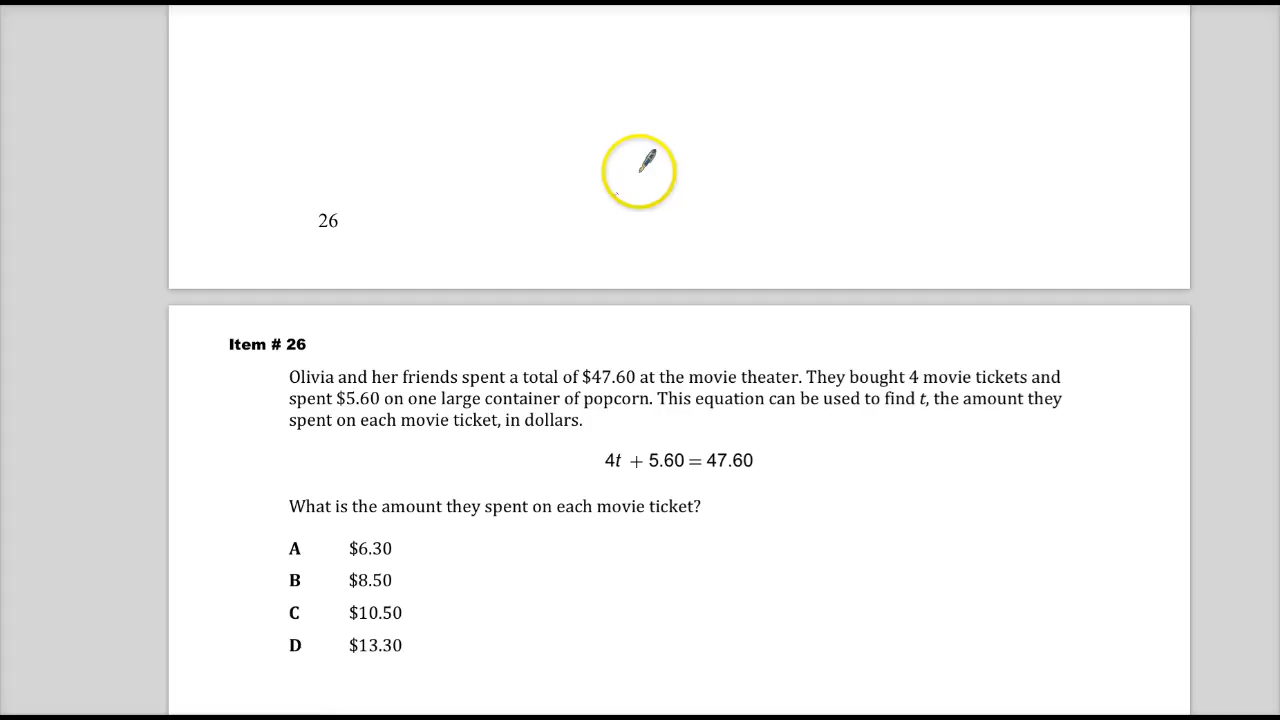 26
Item # 26
Olivia and her friends spent a total of $47.60 at the movie theater. They bought 4 movie tickets and
spent $5.60 on one large container of popcorn. This equation can be used to find t, the amount they
spent on each movie ticket, in dollars.
4t + 5.60 = 47.60
What is the amount they spent on each movie ticket?
A $6.30
B $8.50
C $10.50
D $13.30